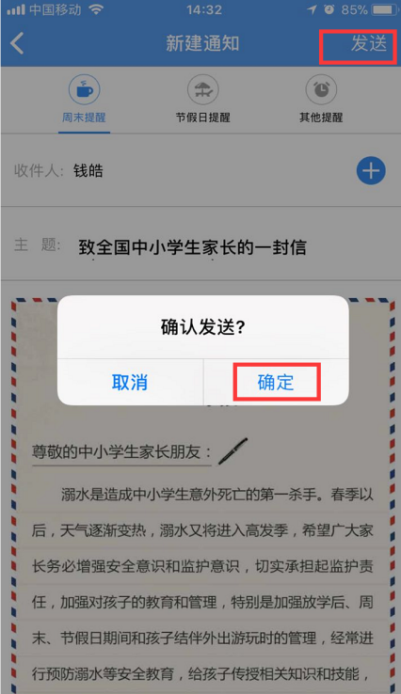 中国移动 14:32 85%
新建通知 发送
周末提醒 节假日提醒 其他提醒
收件人: 钱皓
主 题: 致全国中小学生家长的一封信
确认发送?
取消 确定
尊敬的中小学生家长朋友：
溺水是造成中小学生意外死亡的第一杀手。春季以
后，天气逐渐变热，溺水又将进入高发季，希望广大家
长务必增强安全意识和监护意识，切实承担起监护责
任，加强对孩子的教育和管理，特别是加强放学后、周
末、节假日期间和孩子结伴外出游玩时的管理，经常进
行预防溺水等安全教育，给孩子传授相关知识和技能，